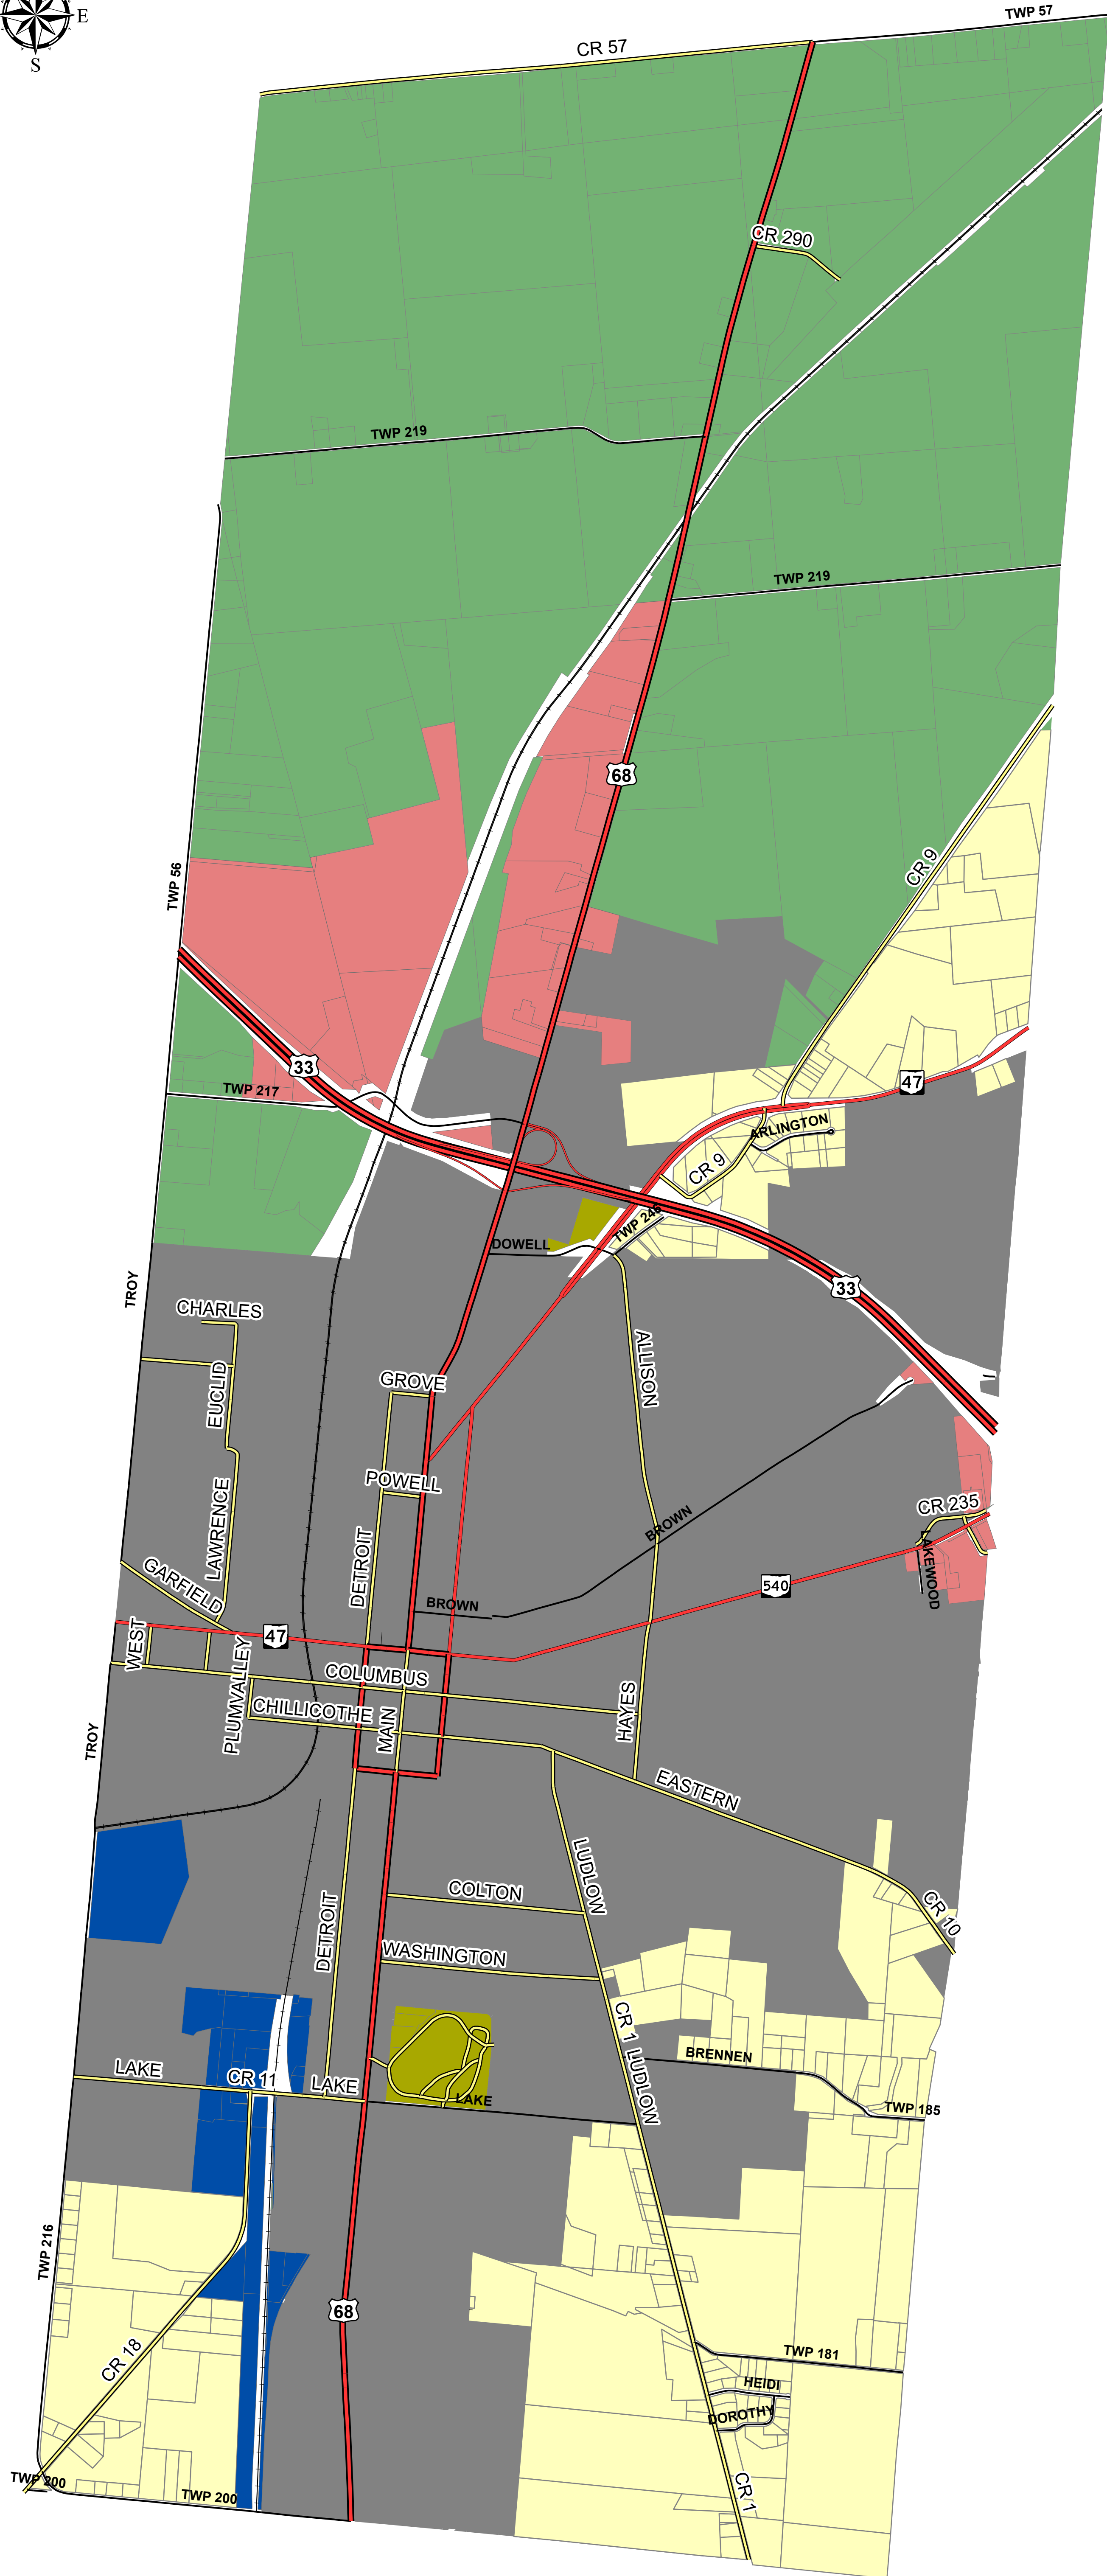 TWP 57
E
CR 57
S
CR 290
TWP 219
TWP 219
68
CR 9
TWP 56
33
47
TWP 217
ARLINGTON
CR 9
TWP 246
DOWELL
33
TROY
CHARLES
ALLISON
GROVE
EUCLID
POWELL
LAWRENCE
CR 235
BROWN
DETROIT
LAKEWOOD
GARFIELD
540
BROWN
WEST
47
COLUMBUS
PLUMVALLEY
CHILLICOTHE
MAIN
HAYES
TROY
EASTERN
LUDLOW
COLTON
CR 10
DETROIT
WASHINGTON
CR 1
BRENNEN
LUDLOW
LAKE
CR 11
LAKE
LAKE
TWP 185
TWP 216
68
TWP 181
CR 18
HEIDI
DOROTHY
TWP 200
CR 1
TWP 200